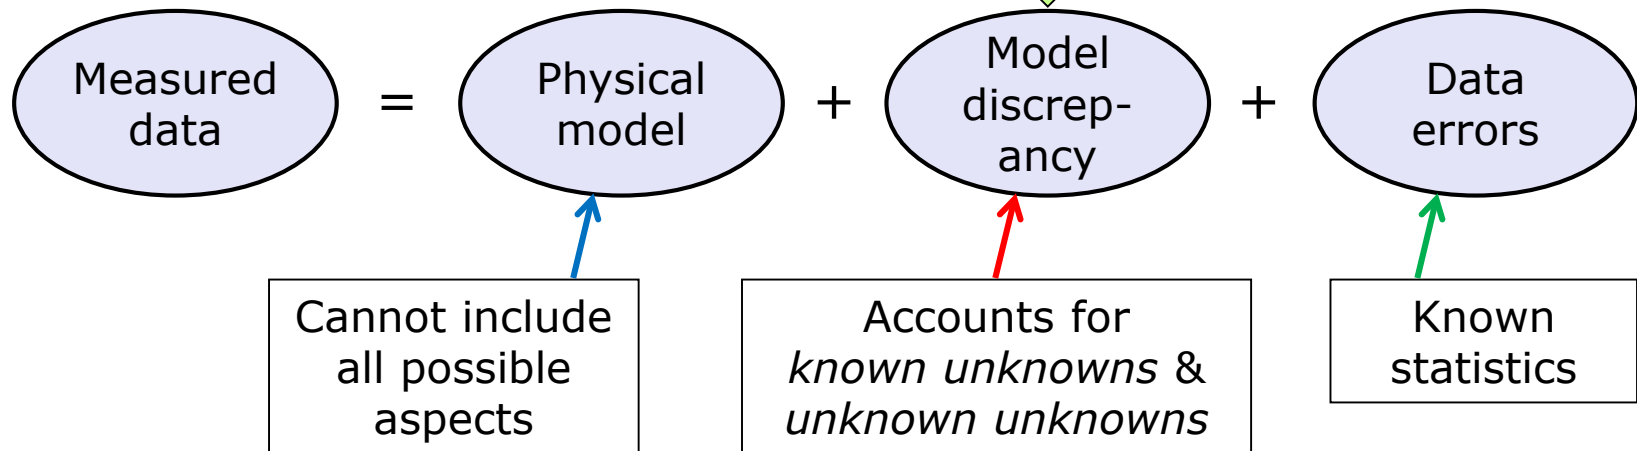 Measured
data
=
Physical
model
+
Model
discrep-
ancy
+
Data
errors
Cannot include
all possible
aspects
Accounts for
known unknowns &
unknown unknowns
Known
statistics